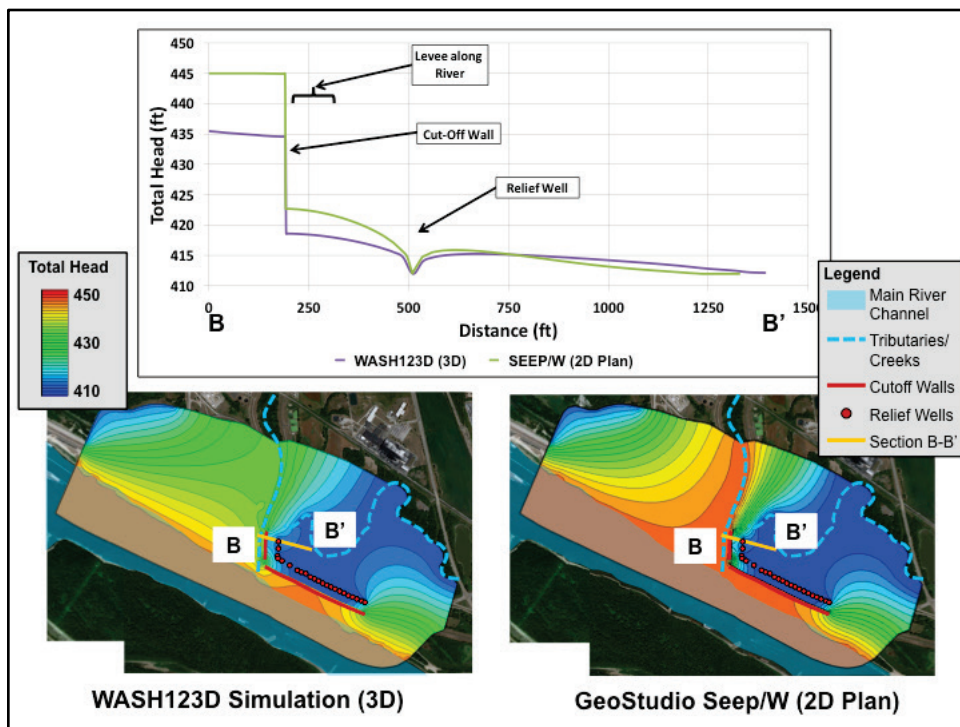 450
445
440
435
430
425
420
415
410
Total Head (ft)
Levee along
River
Cut-Off Wall
Relief Well
0
250
500
750
1000
1250
1500
B
Distance (ft)
B'
WASH123D (3D)
SEEP/W (2D Plan)
Total Head
450
430
410
Legend
Main River
Channel
Tributaries/
Creeks
Cutoff Walls
Relief Wells
Section B-B'
B
B'
B
B'
WASH123D Simulation (3D)
GeoStudio Seep/W (2D Plan)